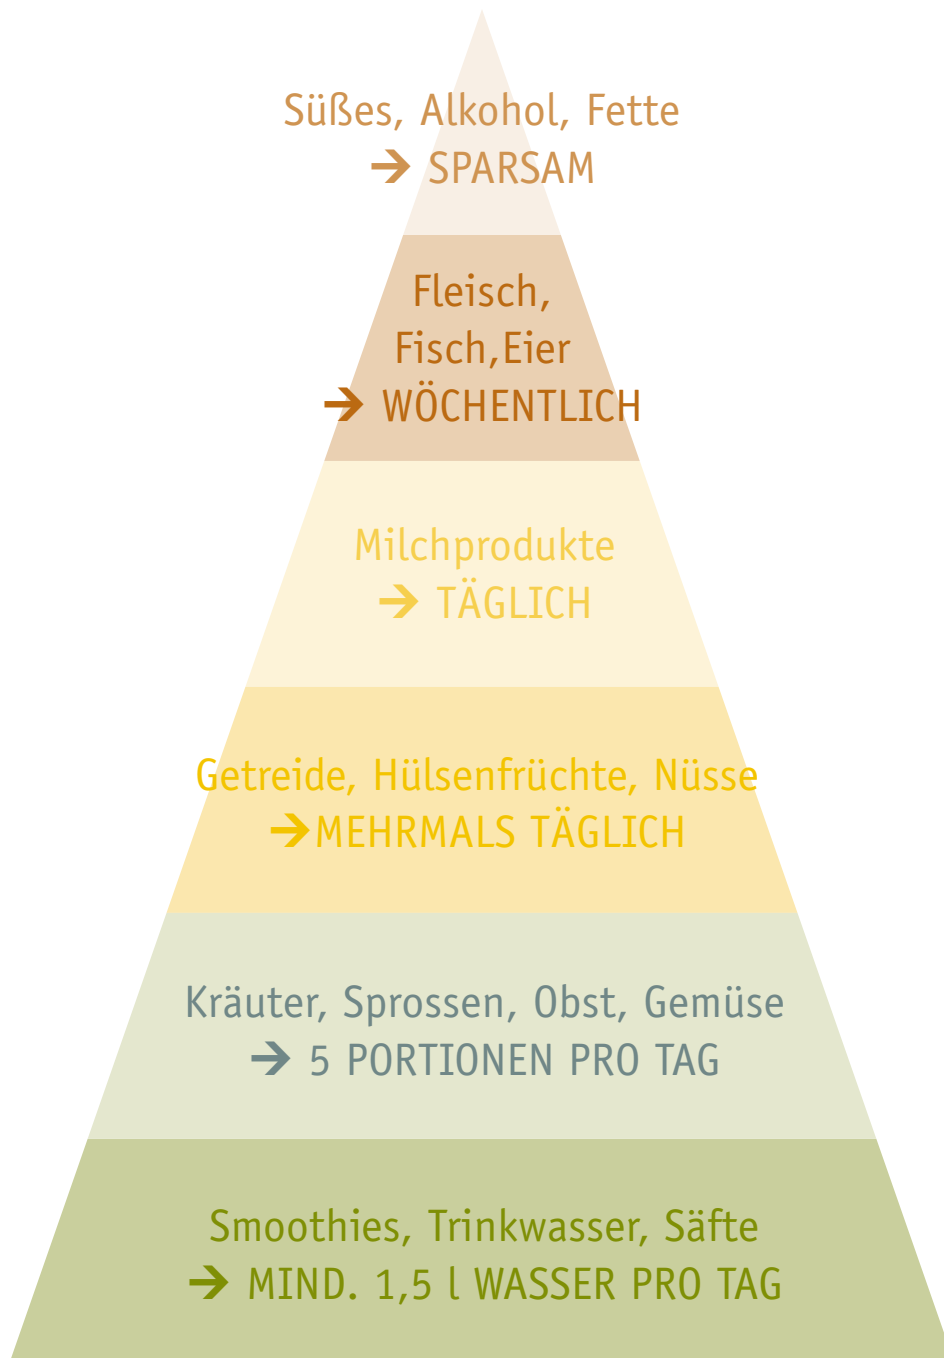 Süßes, Alkohol, Fette
➔ SPARSAM
Fleisch,
Fisch,Eier
➔ WÖCHENTLICH
Milchprodukte
➔ TÄGLICH
Getreide, Hülsenfrüchte, Nüsse
➔MEHRMALS TÄGLICH
Kräuter, Sprossen, Obst, Gemüse
➔ 5 PORTIONEN PRO TAG
Smoothies, Trinkwasser, Säfte
➔ MIND. 1,5 l WASSER PRO TAG